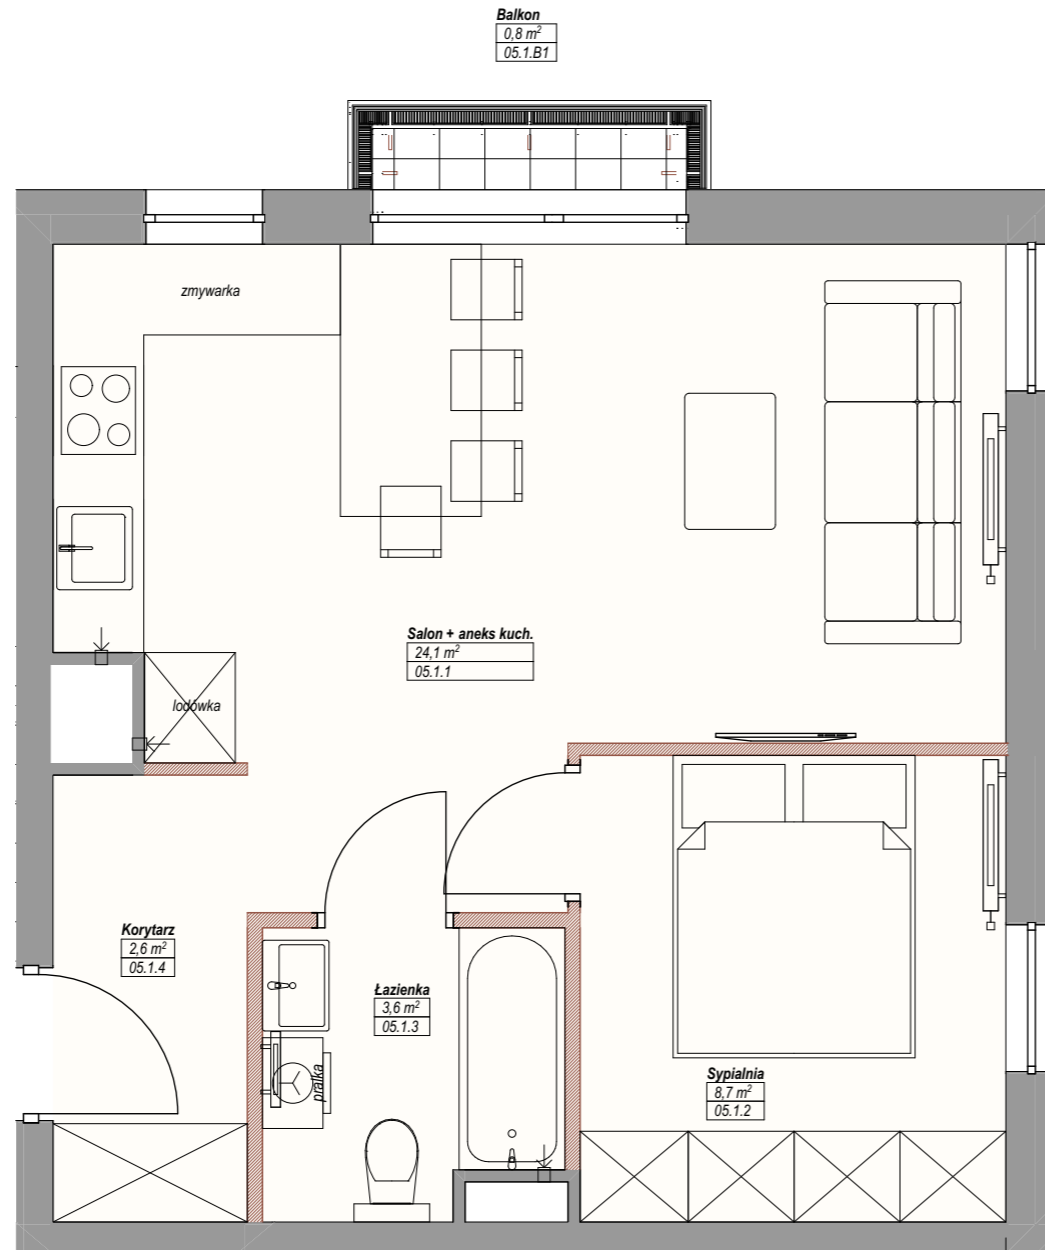 Balkon
0,8 m²
05.1.B1
zmywarka
Salon + aneks kuch.
24,1 m²
05.1.1
lodówka
Korytarz
2,6 m²
05.1.4
Łazienka
3,6 m²
05.1.3
pralka
Sypialnia
8,7 m²
05.1.2